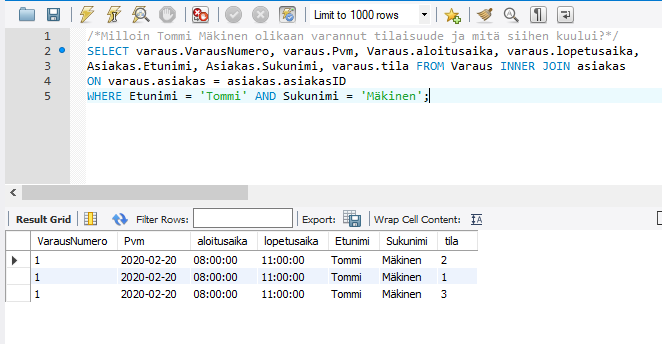 Limit to 1000 rows
1 /*Milloin Tommi Mäkinen olikaan varannut tilaisuude ja mitä siihen kuului?*/
2 SELECT varaus.VarausNumero, varaus.Pvm, Varaus.aloitusaika, varaus.lopetusaika,
3 Asiakas.Etunimi, Asiakas.Sukunimi, varaus.tila FROM Varaus INNER JOIN asiakas
4 ON varaus.asiakas = asiakas.asiakasID
5 WHERE Etunimi = 'Tommi' AND Sukunimi = 'Mäkinen';
Result Grid Filter Rows: Export: Wrap Cell Content:
VarausNumero Pvm aloitusaika lopetusaika Etunimi Sukunimi tila
1 2020-02-20 08:00:00 11:00:00 Tommi Mäkinen 2
1 2020-02-20 08:00:00 11:00:00 Tommi Mäkinen 1
1 2020-02-20 08:00:00 11:00:00 Tommi Mäkinen 3